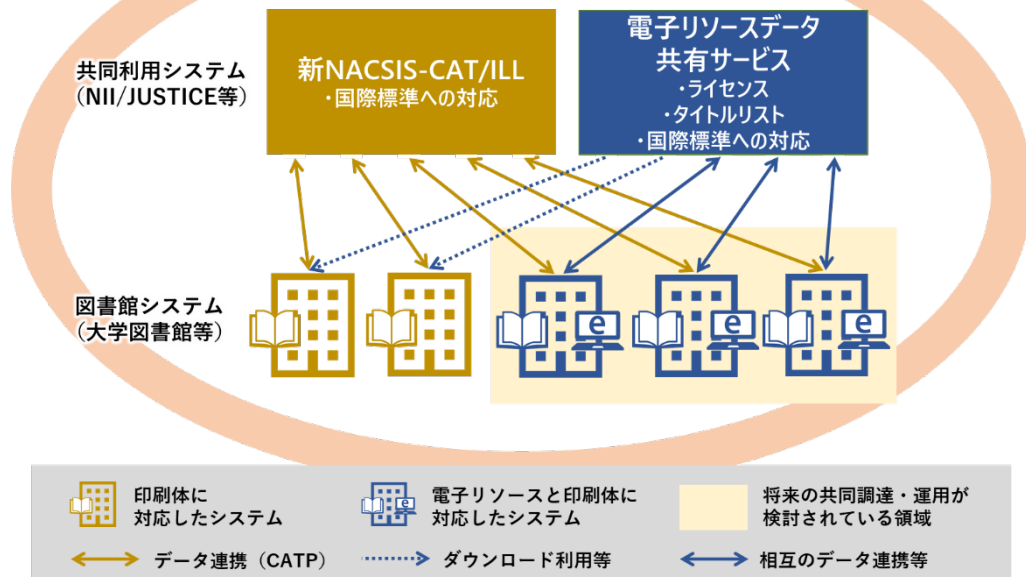 共同利用システム
（NII/JUSTICE等）
新NACSIS-CAT/ILL
・国際標準への対応
電子リソースデータ
共有サービス
・ライセンス
・タイトルリスト
・国際標準への対応
図書館システム
（大学図書館等）
e
e
e
印刷体に
対応したシステム
e
電子リソースと印刷体に
対応したシステム
将来の共同調達・運用が
検討されている領域
データ連携（CATP）
ダウンロード利用等
相互のデータ連携等